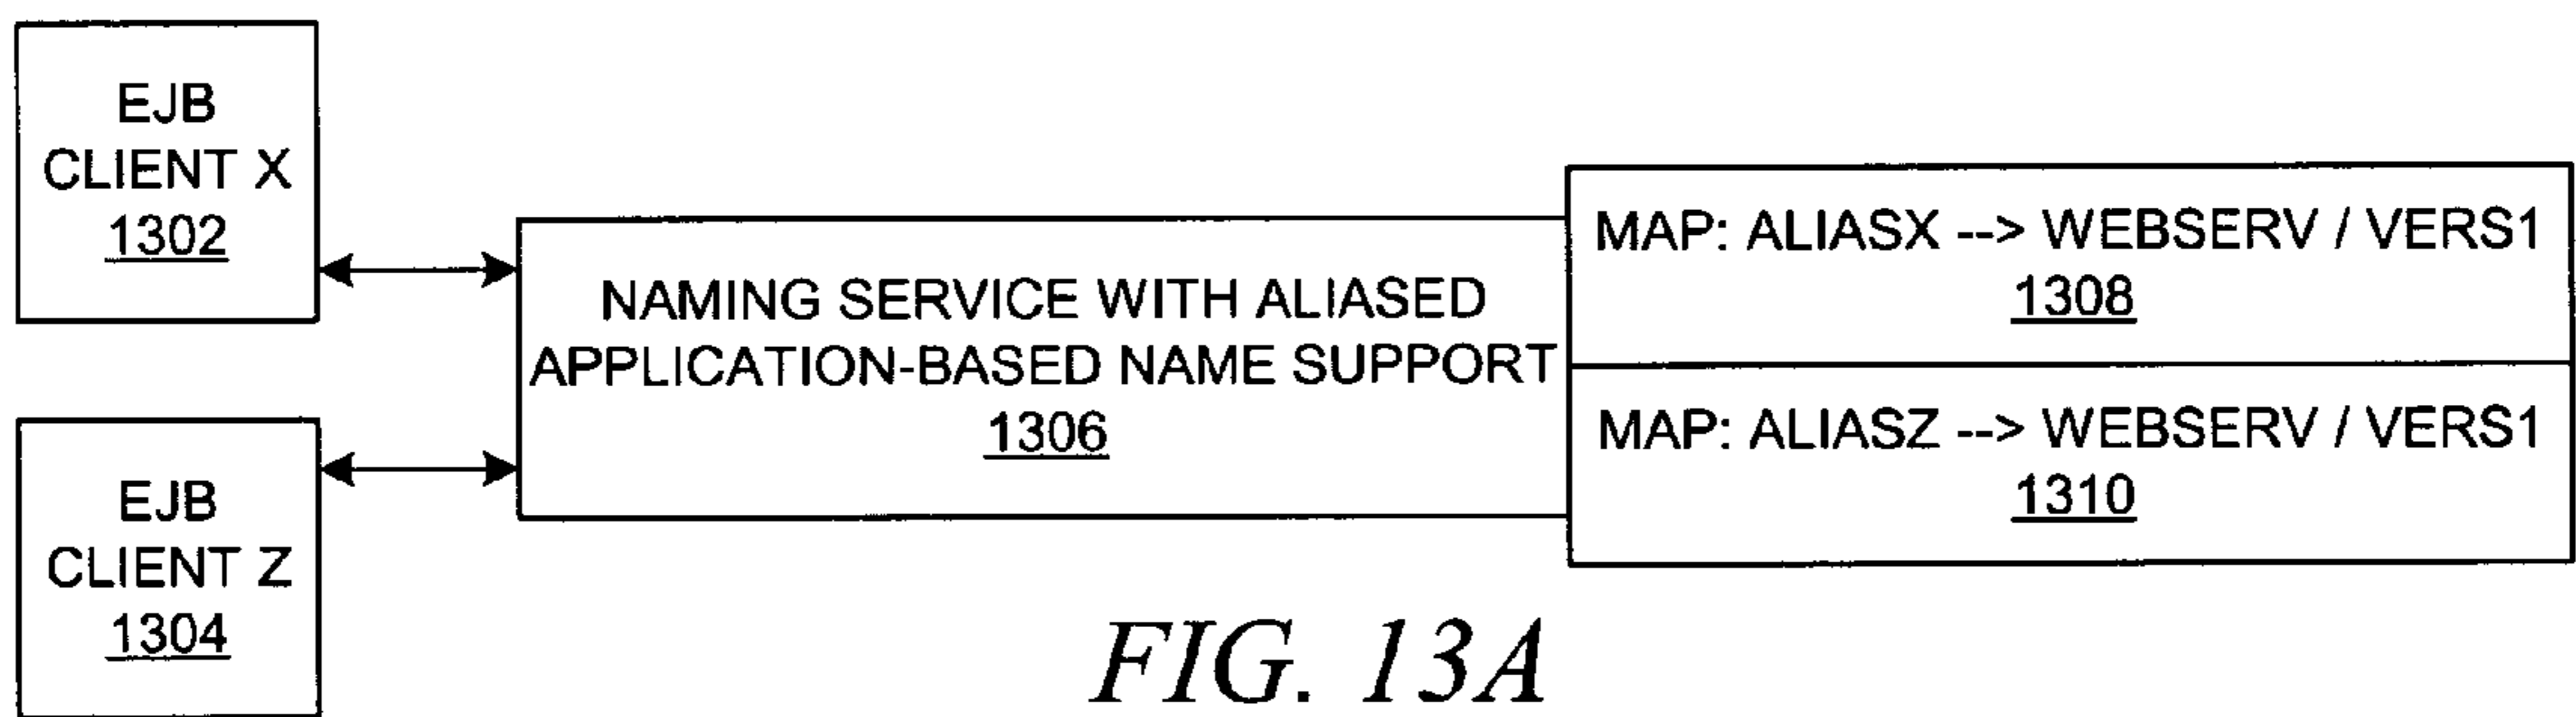 EJB
CLIENT X
1302
EJB
CLIENT Z
1304
NAMING SERVICE WITH ALIASED
APPLICATION-BASED NAME SUPPORT
1306
MAP: ALIASX --> WEBSERV / VERS1
1308
MAP: ALIASZ --> WEBSERV / VERS1
1310
FIG. 13A